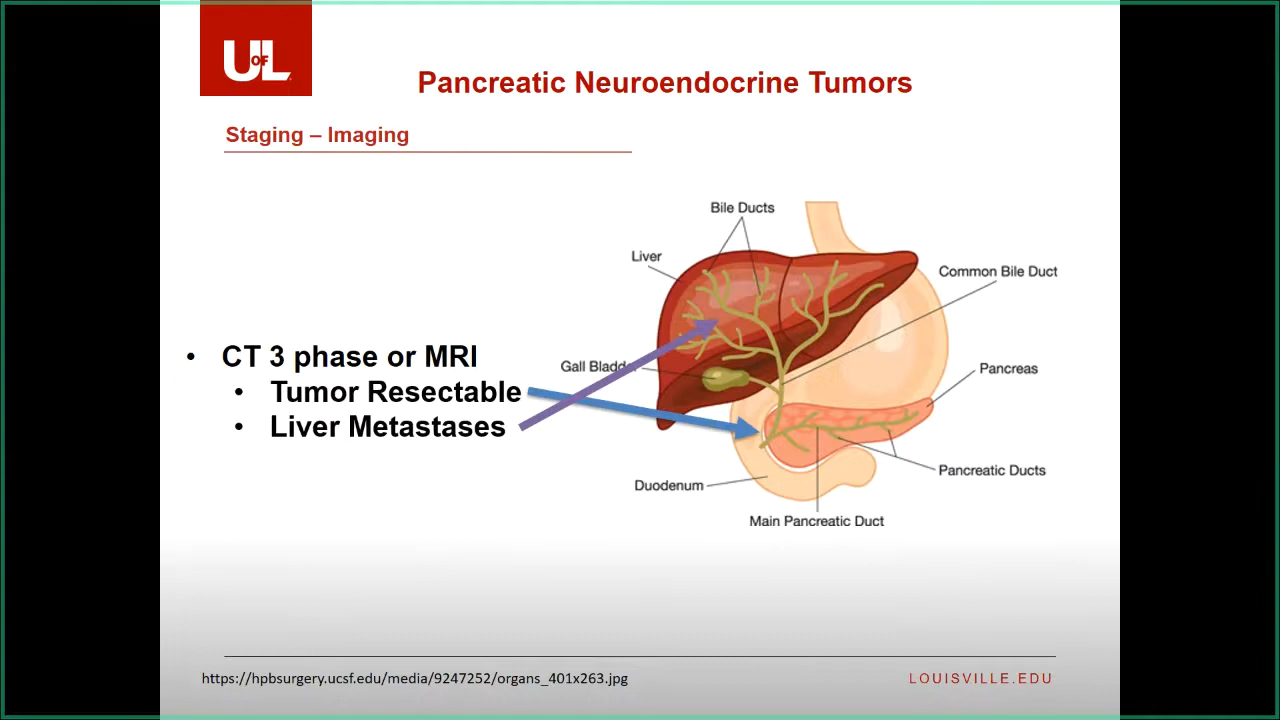 UofL
Pancreatic Neuroendocrine Tumors
Staging – Imaging
Bile Ducts
Liver
Common Bile Duct
• CT 3 phase or MRI
• Tumor Resectable
• Liver Metastases
Gall Bladd
Pancreas
Pancreatic Ducts
Duodenum
Main Pancreatic Duct
https://hpbsurgery.ucsf.edu/media/9247252/organs_401x263.jpg
LOUISVILLE.EDU